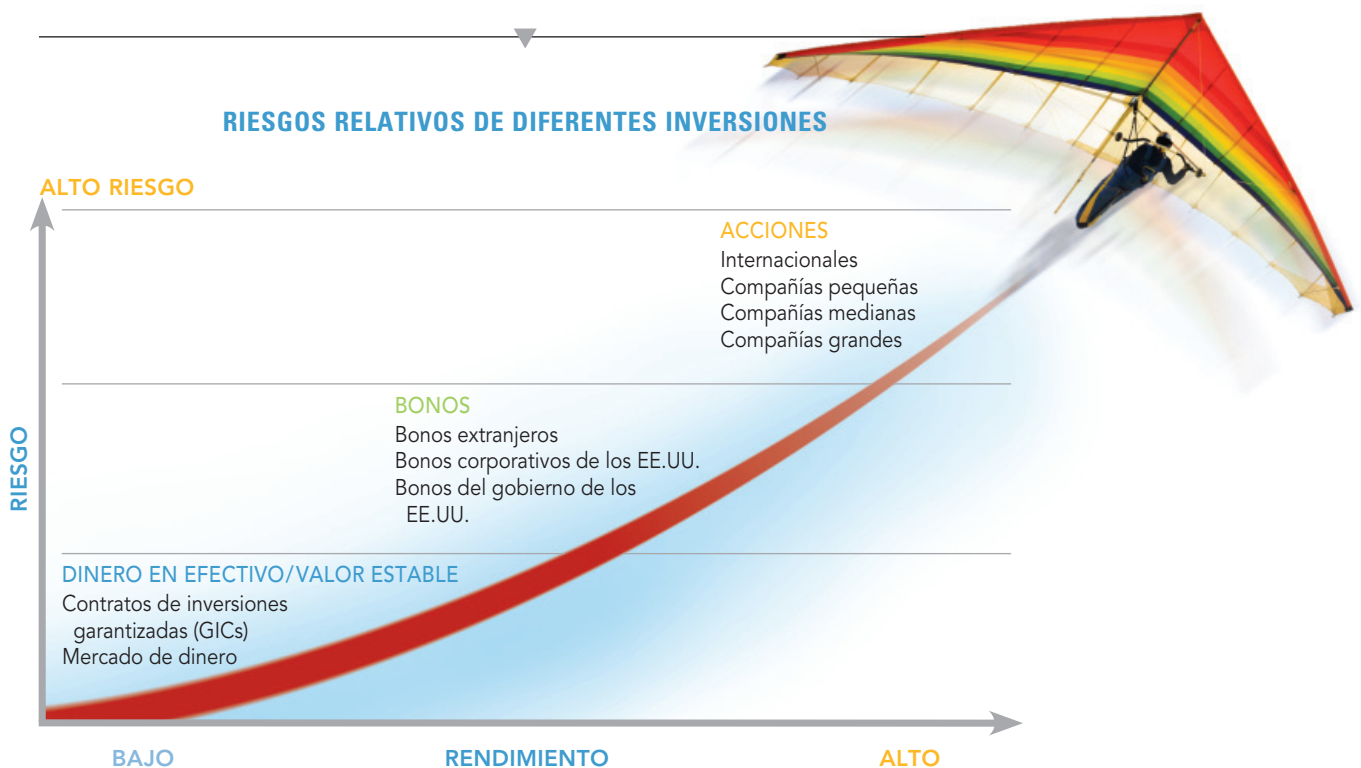 RIESGOS RELATIVOS DE DIFERENTES INVERSIONES
ALTO RIESGO
ACCIONES
Internacionales
Compañías pequeñas
Compañías medianas
Compañías grandes
BONOS
Bonos extranjeros
Bonos corporativos de los EE.UU.
Bonos del gobierno de los
EE.UU.
RIESGO
DINERO EN EFECTIVO/VALOR ESTABLE
Contratos de inversiones
garantizadas (GICs)
Mercado de dinero
BAJO
RENDIMIENTO
ALTO